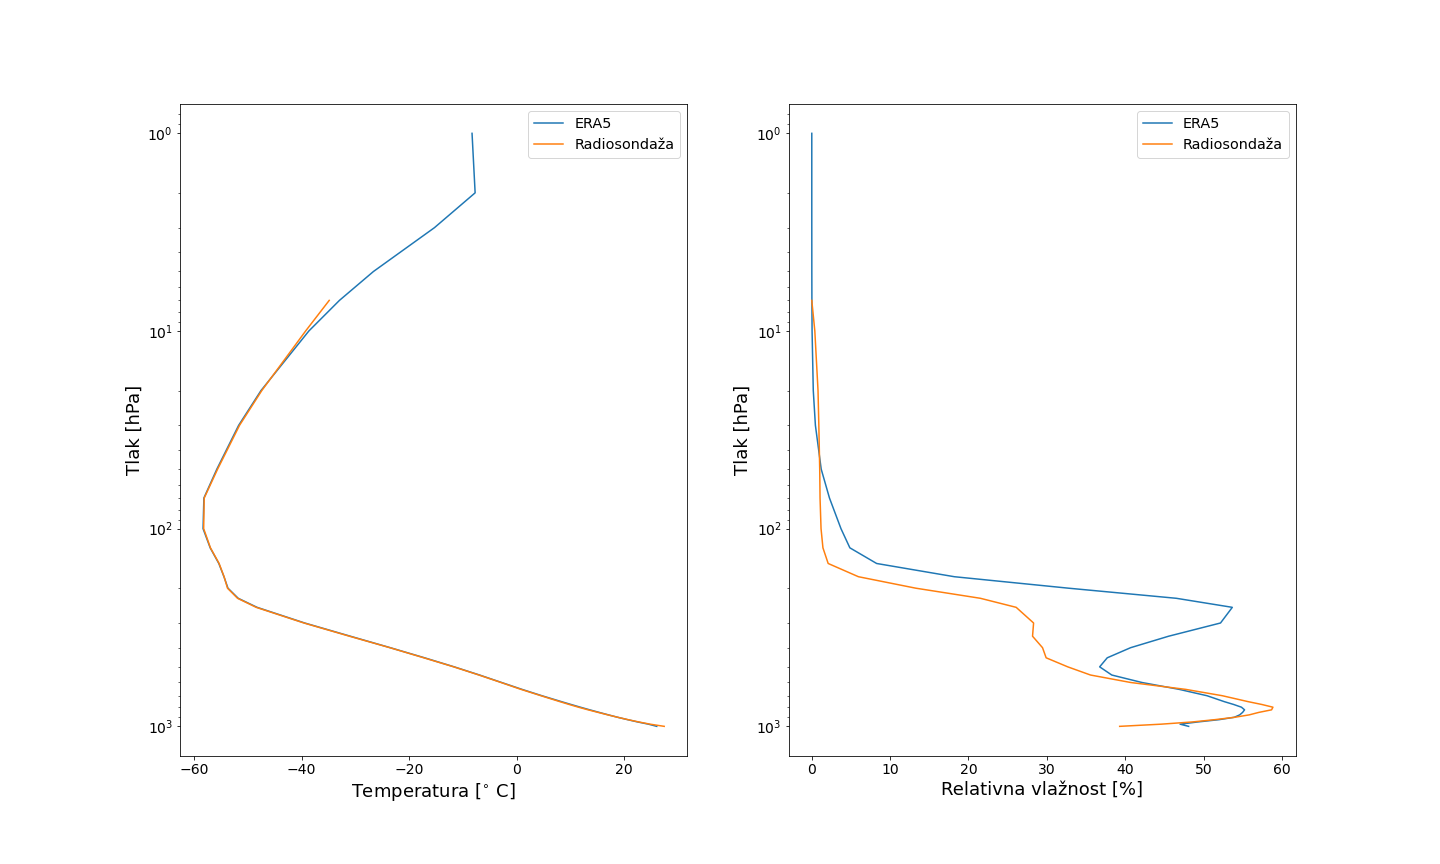 ERA5
Radiosondaža
10⁰
10¹
10²
10³
Tlak [hPa]
−60 −40 −20 0 20
Temperatura [° C]
ERA5
Radiosondaža
10⁰
10¹
10²
10³
Tlak [hPa]
0 10 20 30 40 50 60
Relativna vlažnost [%]